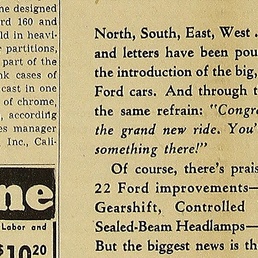 ne designed
ord 160 and
ld in heavi-
r partitions,
part of the
nk cases of
cast in one
of chrome,
, according
es manager
Inc., Cali-
ne
Labor and
$10.20
North, South, East, West .
and letters have been pou
the introduction of the big,
Ford cars. And through t
the same refrain: "Congr
the grand new ride. You'
something there!"
Of course, there's prais
22 Ford improvements—
Gearshift, Controlled
Sealed-Beam Headlamps—
But the biggest news is th